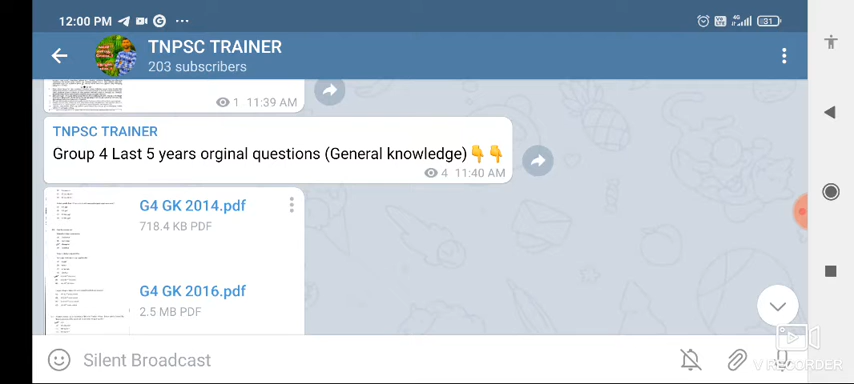 12:00 PM
4G
31
TNPSC TRAINER
203 subscribers
1 11:39 AM
TNPSC TRAINER
Group 4 Last 5 years orginal questions (General knowledge)👇👇
4 11:40 AM
G4 GK 2014.pdf
718.4 KB PDF
G4 GK 2016.pdf
2.5 MB PDF
Silent Broadcast
V RECORDER